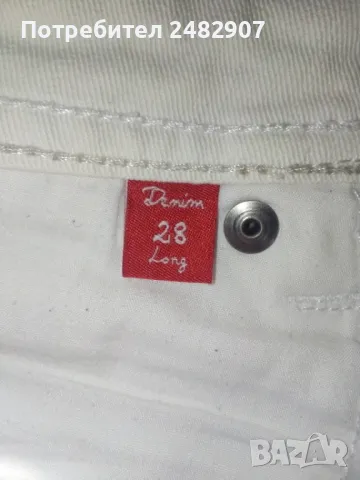 Потребител 2482907
Denim
28
Long
BAZAR